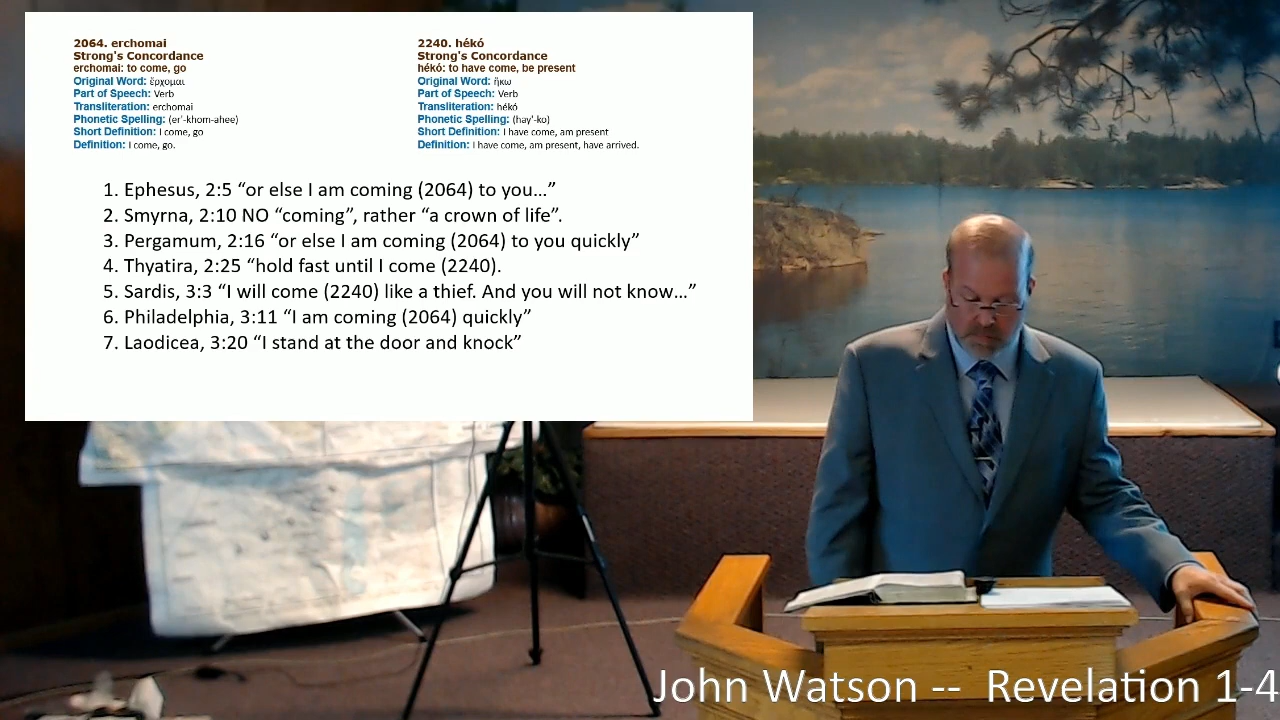 2064. erchomai
Strong's Concordance
erchomai: to come, go
Original Word: ἔρχομαι
Part of Speech: Verb
Transliteration: erchomai
Phonetic Spelling: (er'-khom-ahee)
Short Definition: I come, go
Definition: I come, go.
2240. hékó
Strong's Concordance
hékó: to have come, be present
Original Word: ἥκω
Part of Speech: Verb
Transliteration: hékó
Phonetic Spelling: (hay'-ko)
Short Definition: I have come, am present
Definition: I have come, am present, have arrived.
1. Ephesus, 2:5 “or else I am coming (2064) to you…”
2. Smyrna, 2:10 NO “coming”, rather “a crown of life”.
3. Pergamum, 2:16 “or else I am coming (2064) to you quickly”
4. Thyatira, 2:25 “hold fast until I come (2240).
5. Sardis, 3:3 “I will come (2240) like a thief. And you will not know…”
6. Philadelphia, 3:11 “I am coming (2064) quickly”
7. Laodicea, 3:20 “I stand at the door and knock”
John Watson -- Revelation 1-4